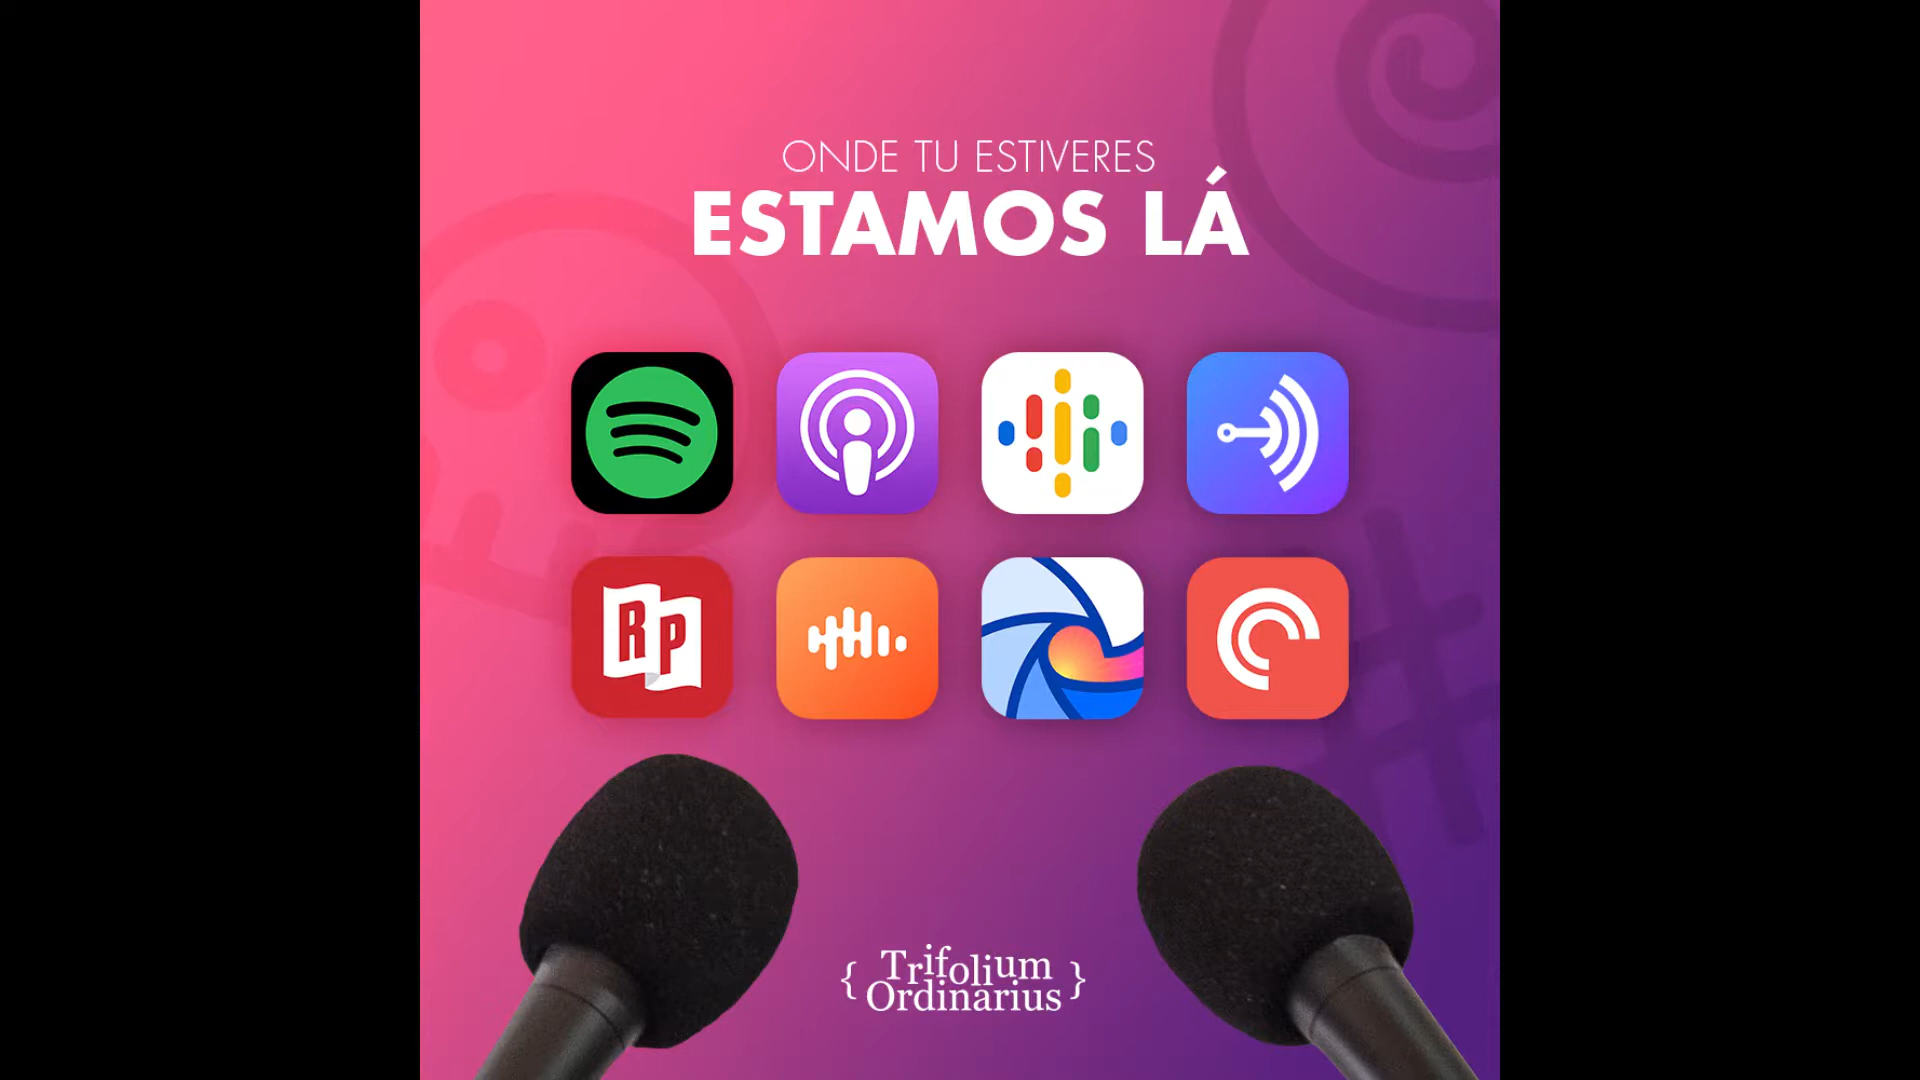 ONDE TU ESTIVERES
ESTAMOS LÁ
RP
{ Trifolium
Ordinarius }